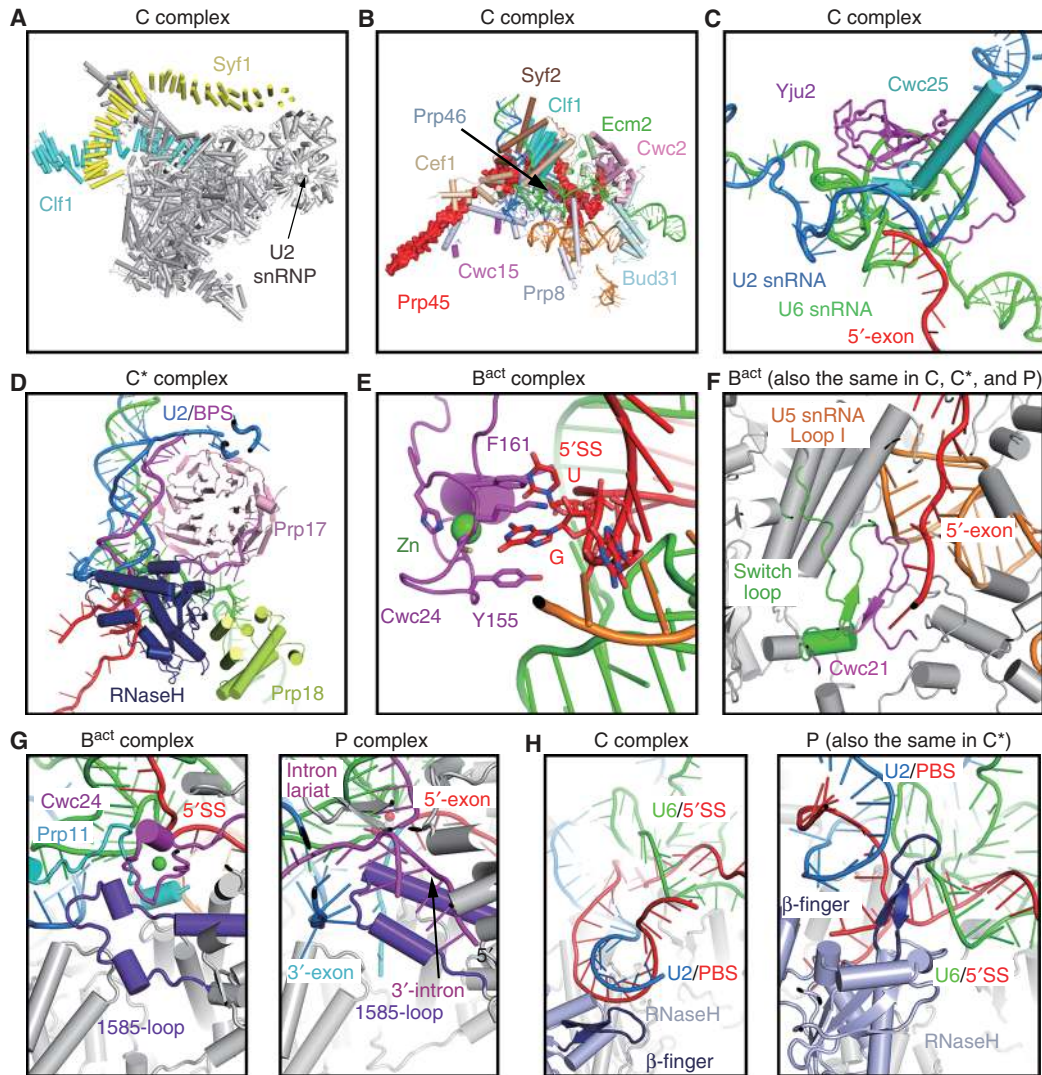 A
C complex
Syf1
Clf1
U2
snRNP
B
C complex
Syf2
Clf1
Prp46
Ecm2
Cwc2
Cef1
Cwc15
Prp8
Bud31
Prp45
C
C complex
Yju2
Cwc25
U2 snRNA
U6 snRNA
5′-exon
D
C* complex
U2/BPS
Prp17
RNaseH
Prp18
E
Bact complex
F161
5′SS
U
Zn
G
Cwc24
Y155
F
Bact (also the same in C, C*, and P)
U5 snRNA
Loop I
5′-exon
Switch
loop
Cwc21
G
Bact complex
Cwc24
Prp11
5′SS
1585-loop
P complex
Intron
lariat
5′-exon
5′
3′-exon
3′-intron
1585-loop
H
C complex
U6/5′SS
U2/PBS
RNaseH
β-finger
P (also the same in C*)
U2/PBS
β-finger
U6/5′SS
RNaseH